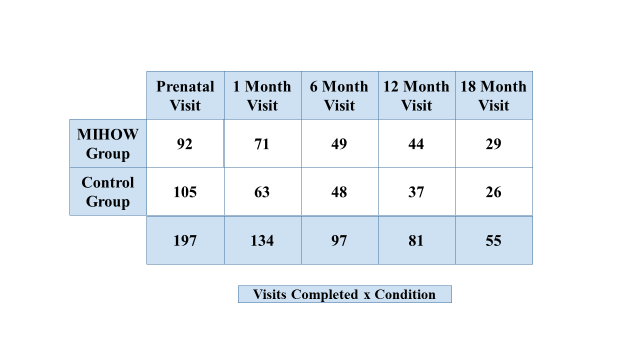 Prenatal Visit 1 Month Visit 6 Month Visit 12 Month Visit 18 Month Visit
MIHOW Group 92 71 49 44 29
Control Group 105 63 48 37 26
197 134 97 81 55
Visits Completed x Condition